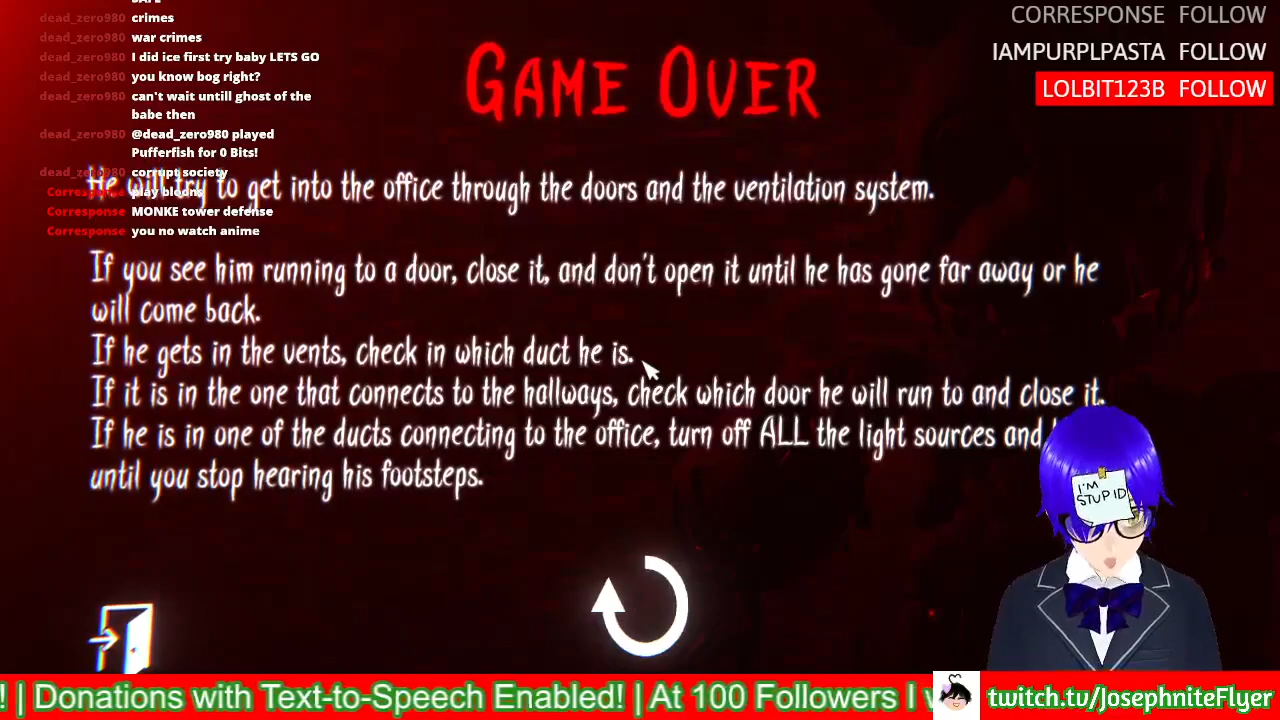 SAFE
dead_zero980 crimes
dead_zero980 war crimes
dead_zero980 I did ice first try baby LETS GO
dead_zero980 you know bog right?
dead_zero980 can't wait untill ghost of the
babe then
dead_zero980 @dead_zero980 played
Pufferfish for 0 Bits!
dead_zero980 corrupt society
Corresponse play bloons
Corresponse MONKE tower defense
Corresponse you no watch anime
CORRESPONSE FOLLOW
IAMPURPLPASTA FOLLOW
LOLBIT123B FOLLOW
GAME OVER
He will try to get into the office through the doors and the ventilation system.
If you see him running to a door, close it, and don't open it until he has gone far away or he
will come back.
If he gets in the vents, check in which duct he is.
If it is in the one that connects to the hallways, check which door he will run to and close it.
If he is in one of the ducts connecting to the office, turn off ALL the light sources and
until you stop hearing his footsteps.
I'M
STUPID
! | Donations with Text-to-Speech Enabled! | At 100 Followers I
twitch.tv/JosephniteFlyer